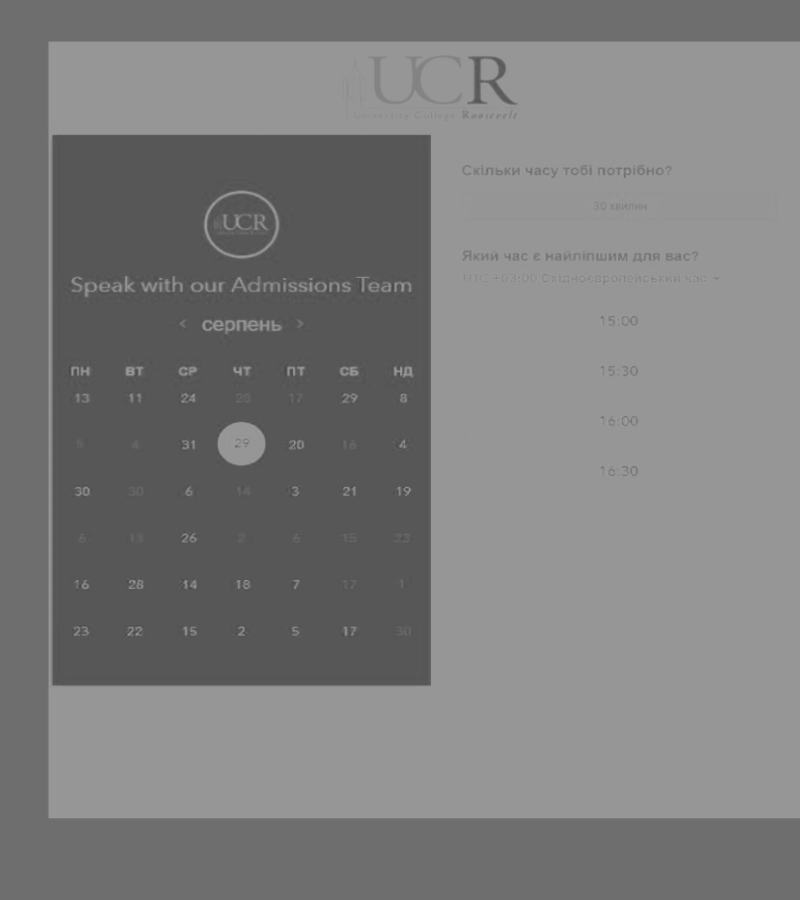 UCR
University College Roosevelt
UCR
Speak with our Admissions Team
< серпень >
ПН ВТ СР ЧТ ПТ СБ НД
13 11 24 28 17 29 8
5 4 31 29 20 16 4
30 30 6 14 3 21 19
6 13 26 2 6 15 23
16 28 14 18 7 17 1
23 22 15 2 5 17 30
Скільки часу тобі потрібно?
30 хвилин
Який час є найліпшим для вас?
UTC +03:00 Східноєвропейський час
15:00
15:30
16:00
16:30